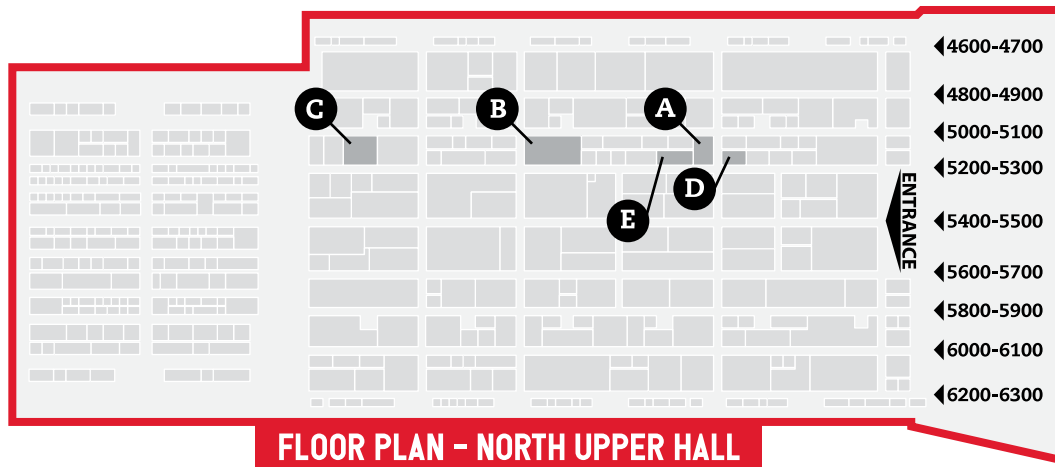 4600-4700
C
B
A
4800-4900
5000-5100
5200-5300
D
E
ENTRANCE
5400-5500
5600-5700
5800-5900
6000-6100
6200-6300
FLOOR PLAN - NORTH UPPER HALL